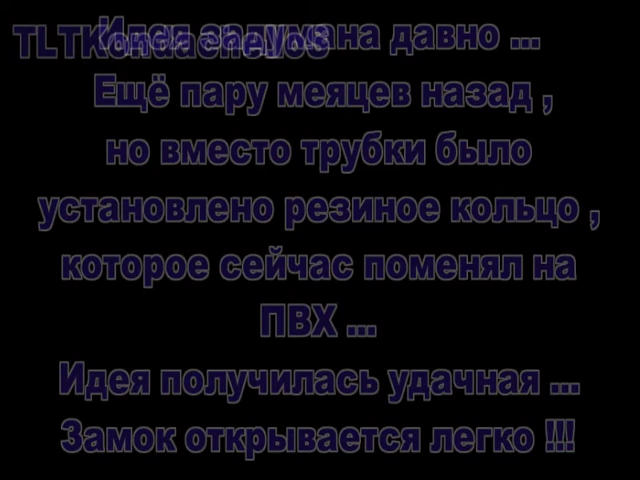 Идея задумана давно ...
Ещё пару меяцев назад ,
но вместо трубки было
установлено резиное кольцо ,
которое сейчас поменял на
ПВХ ...
Идея получилась удачная ...
Замок открывается легко !!!